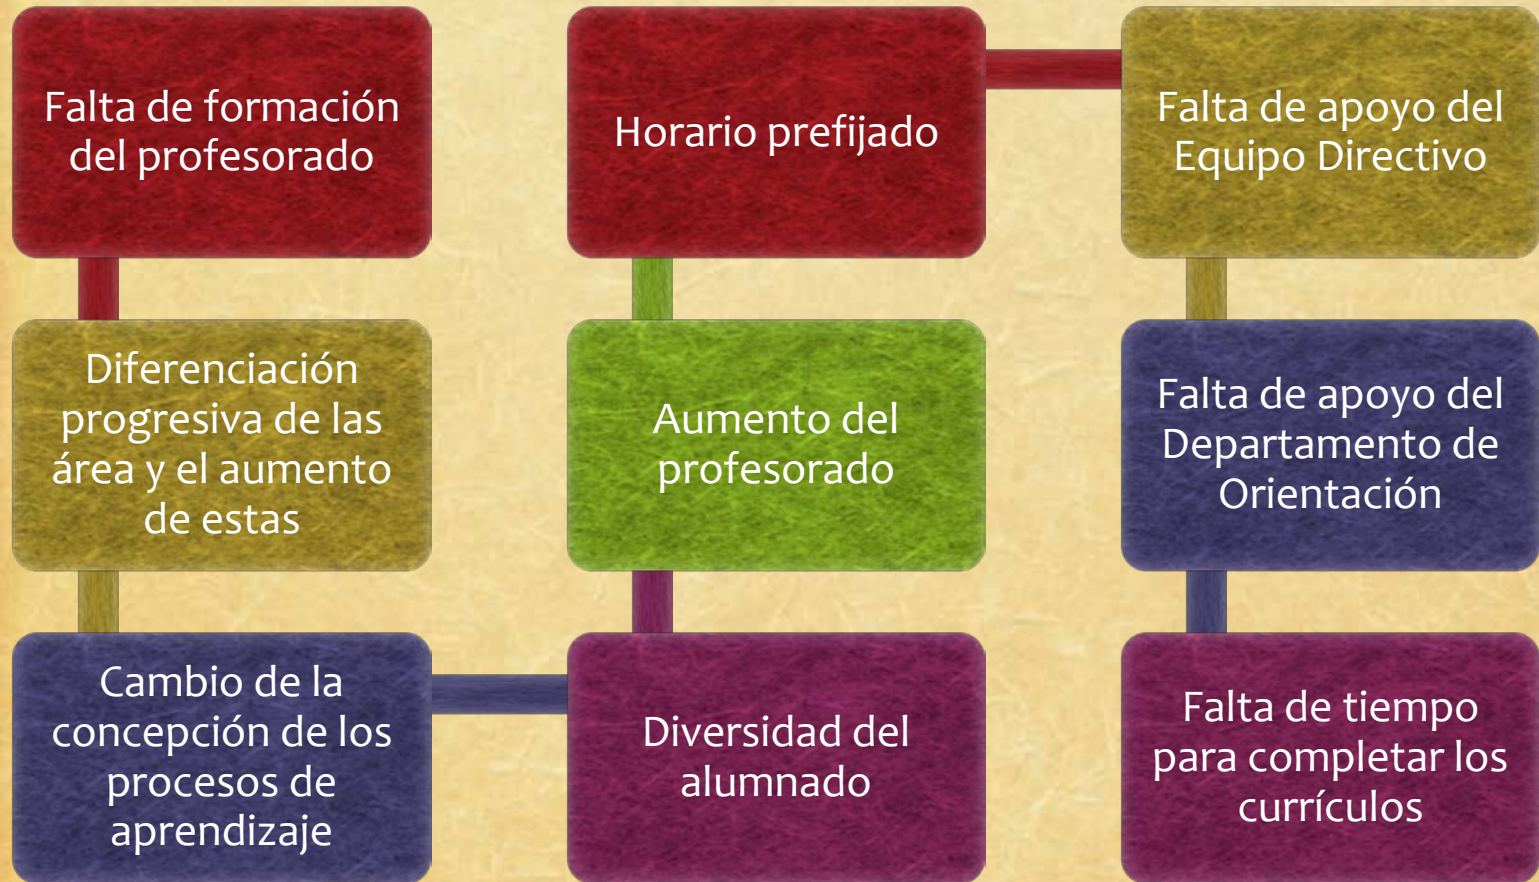 Falta de formación
del profesorado
Diferenciación
progresiva de las
área y el aumento
de estas
Cambio de la
concepción de los
procesos de
aprendizaje
Diversidad del
alumnado
Aumento del
profesorado
Horario prefijado
Falta de apoyo del
Equipo Directivo
Falta de apoyo del
Departamento de
Orientación
Falta de tiempo
para completar los
currículos